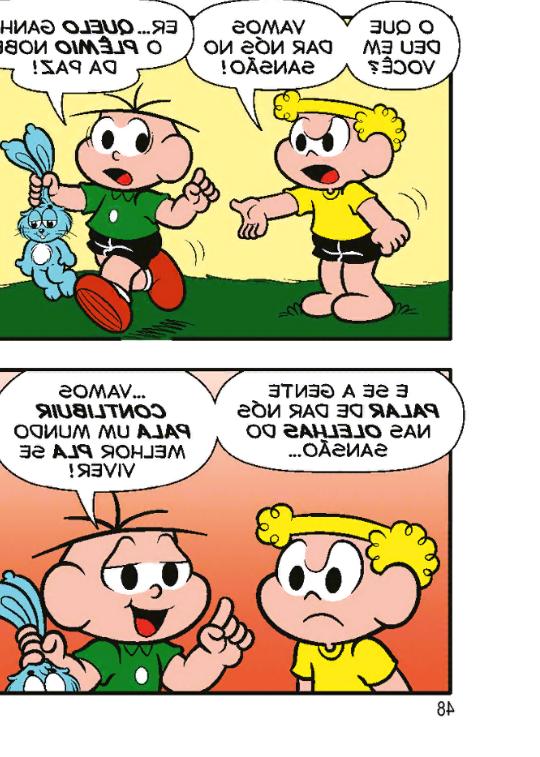 O QUE
DEU EM
VOCÊ?
VAMOS
DAR NÓS NO
SANSÃO!
ER... QUELO GANH
O PLÊMIO NOBE
DA PAZ!
E SE A GENTE
PALAR DE DAR NÓS
NAS OLELHAS DO
SANSÃO...
...VAMOS
CONTLIBUIR
PALA UM MUNDO
MELHOR PLA SE
VIVER!
48